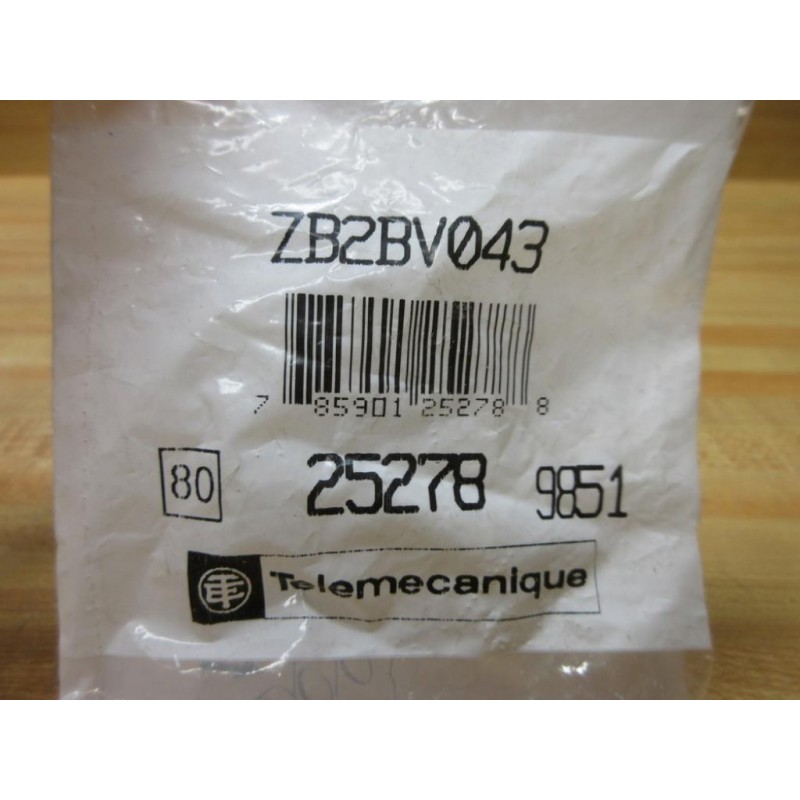 ZB2BV043
7 85901 25278 8
80 25278 9851
Telemecanique